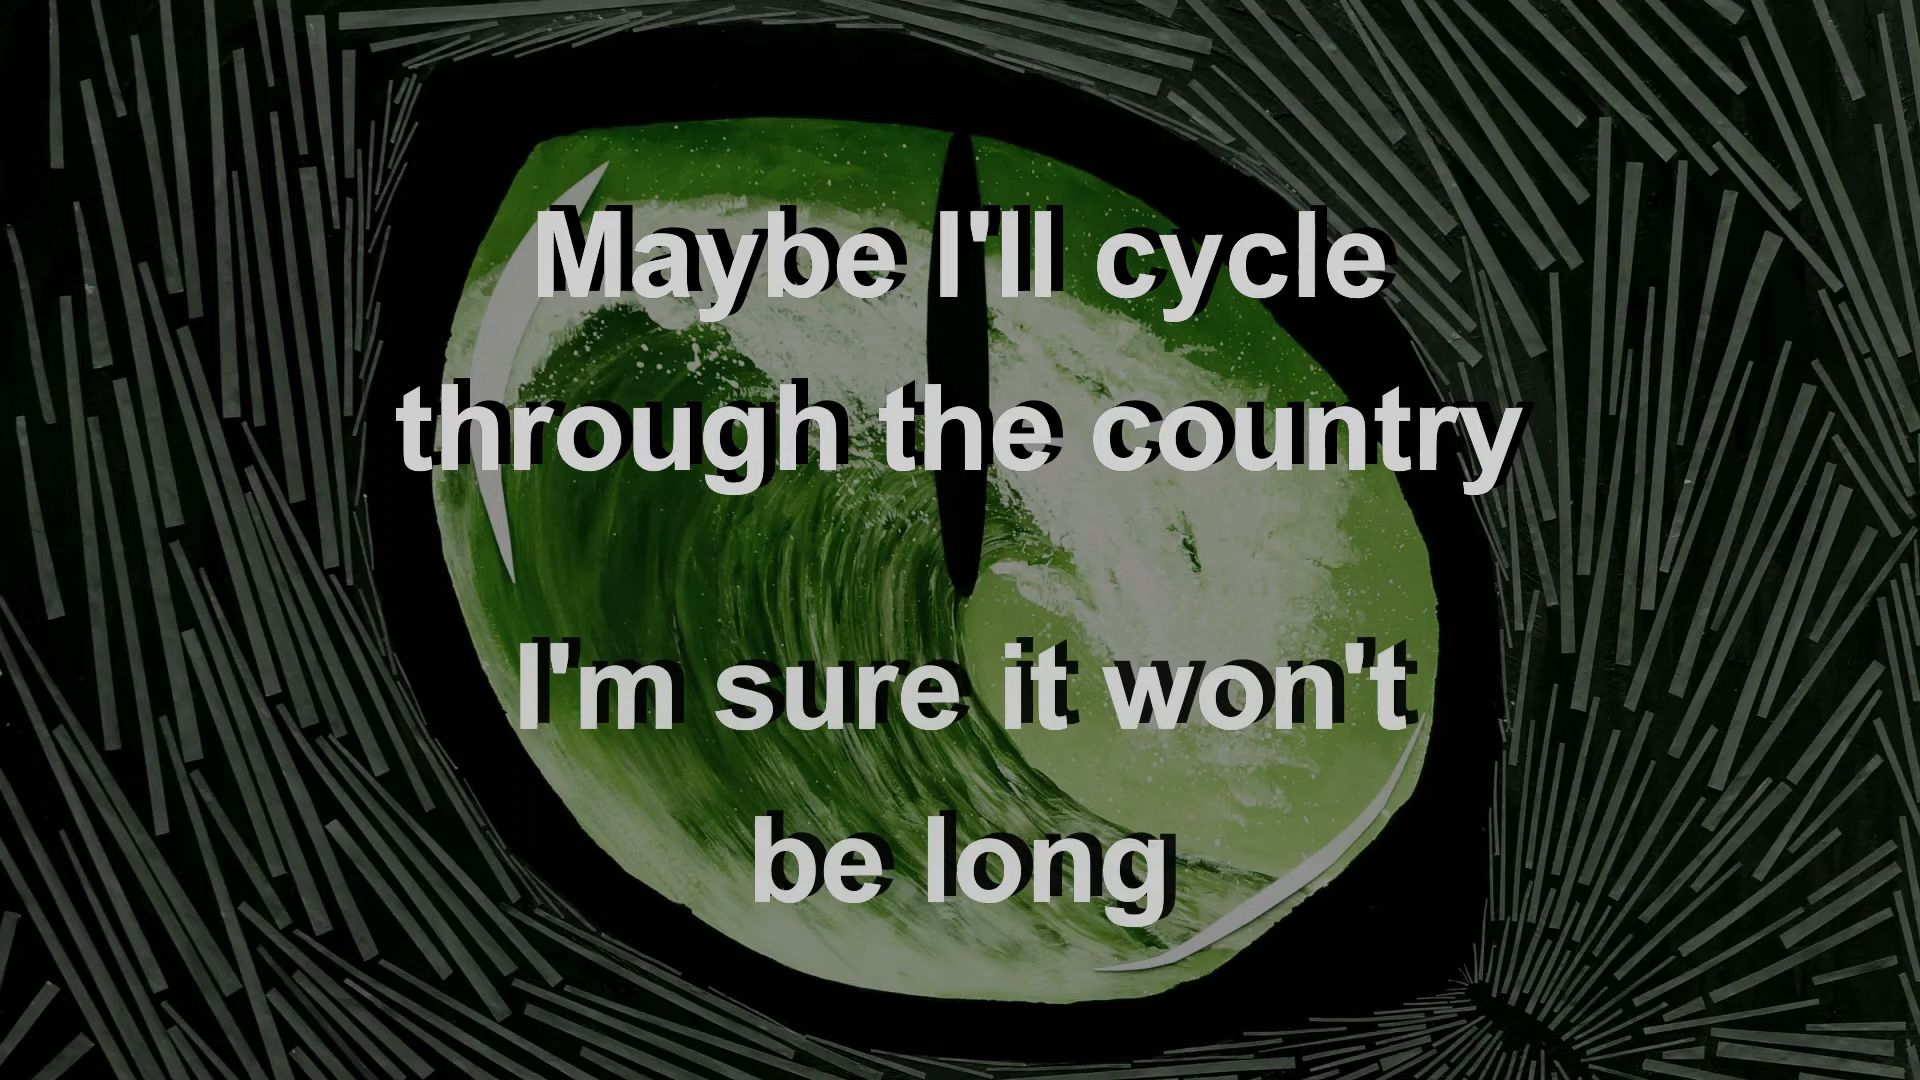 Maybe I'll cycle
through the country
I'm sure it won't
be long